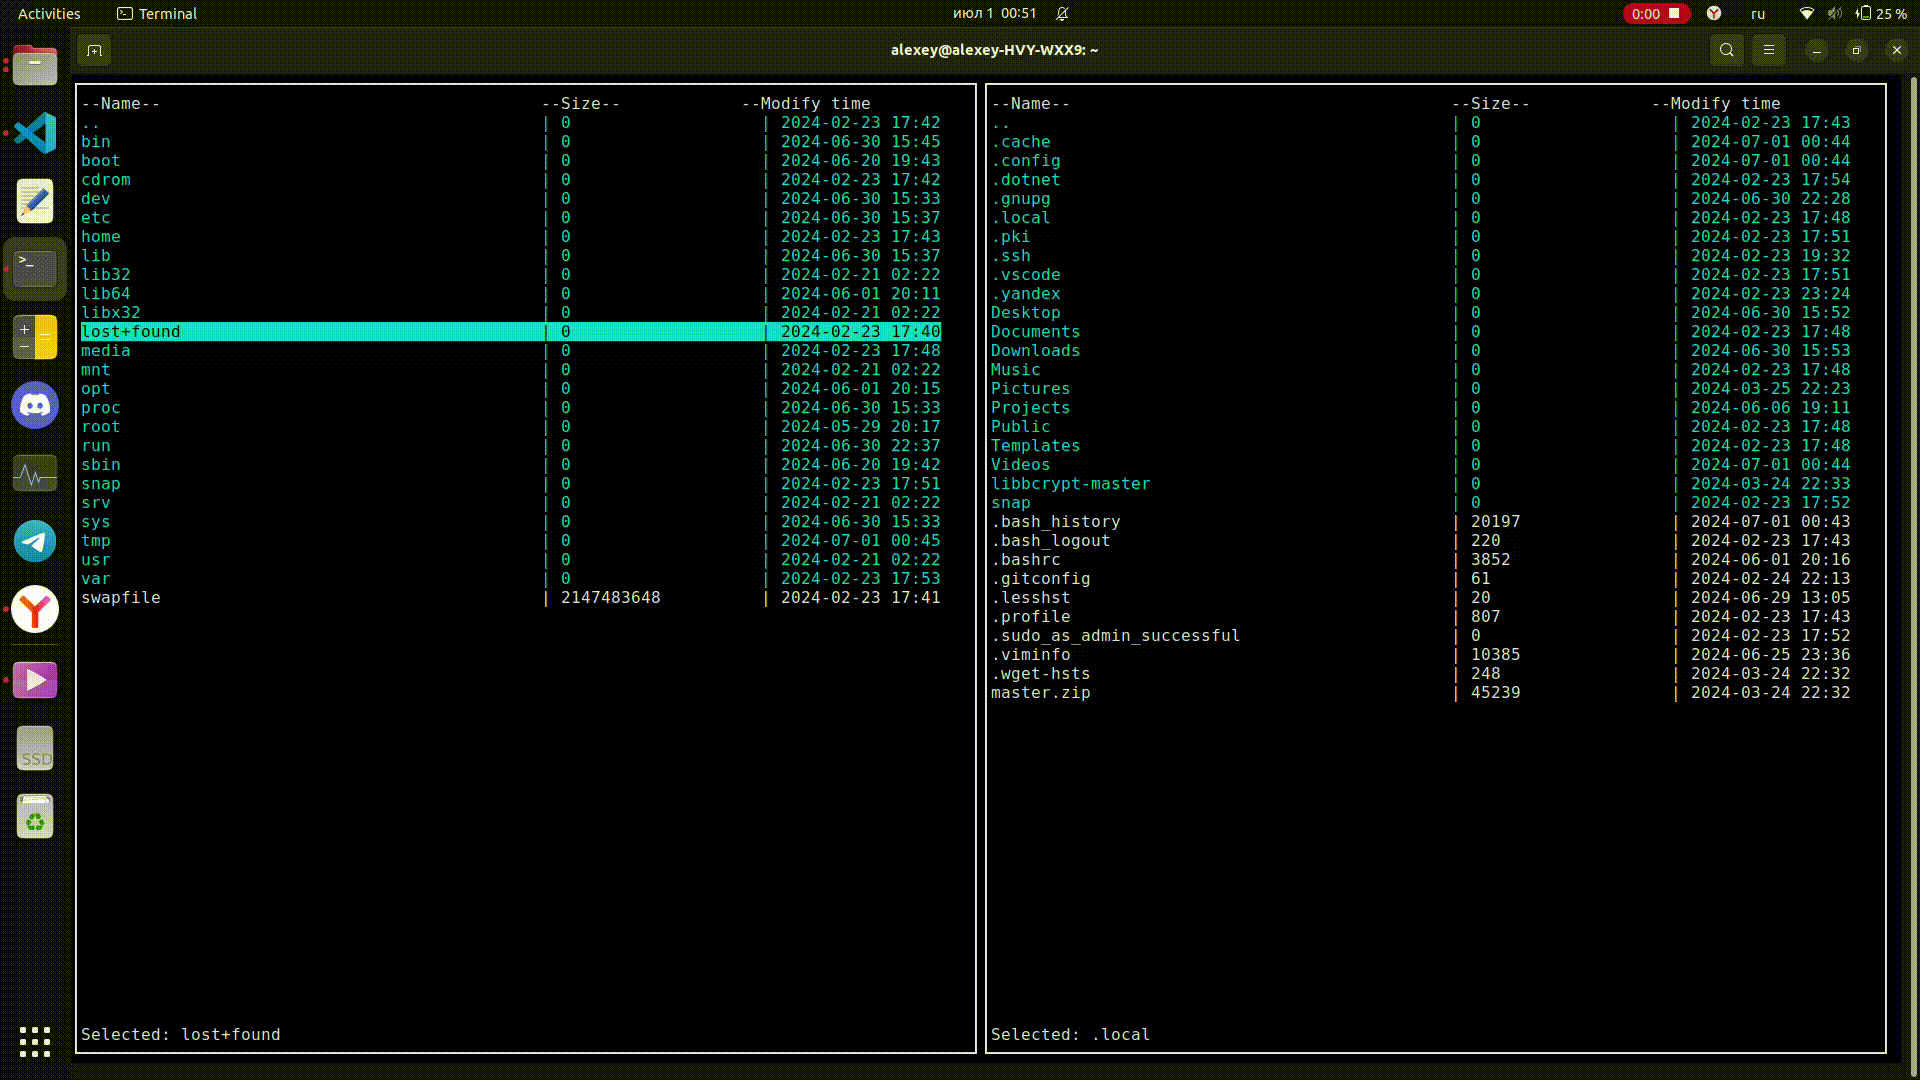 Activities
Terminal
июл 1 00:51
0:00
ru
25 %
alexey@alexey-HVY-WXX9: ~
--Name-- --Size-- --Modify time
.. | 0 | 2024-02-23 17:42
bin | 0 | 2024-06-30 15:45
boot | 0 | 2024-06-20 19:43
cdrom | 0 | 2024-02-23 17:42
dev | 0 | 2024-06-30 15:33
etc | 0 | 2024-06-30 15:37
home | 0 | 2024-02-23 17:43
lib | 0 | 2024-06-30 15:37
lib32 | 0 | 2024-02-21 02:22
lib64 | 0 | 2024-06-01 20:11
libx32 | 0 | 2024-02-21 02:22
lost+found | 0 | 2024-02-23 17:40
media | 0 | 2024-02-23 17:48
mnt | 0 | 2024-02-21 02:22
opt | 0 | 2024-06-01 20:15
proc | 0 | 2024-06-30 15:33
root | 0 | 2024-05-29 20:17
run | 0 | 2024-06-30 22:37
sbin | 0 | 2024-06-20 19:42
snap | 0 | 2024-02-23 17:51
srv | 0 | 2024-02-21 02:22
sys | 0 | 2024-06-30 15:33
tmp | 0 | 2024-07-01 00:45
usr | 0 | 2024-02-21 02:22
var | 0 | 2024-02-23 17:53
swapfile | 2147483648 | 2024-02-23 17:41
Selected: lost+found
--Name-- --Size-- --Modify time
.. | 0 | 2024-02-23 17:43
.cache | 0 | 2024-07-01 00:44
.config | 0 | 2024-07-01 00:44
.dotnet | 0 | 2024-02-23 17:54
.gnupg | 0 | 2024-06-30 22:28
.local | 0 | 2024-02-23 17:48
.pki | 0 | 2024-02-23 17:51
.ssh | 0 | 2024-02-23 19:32
.vscode | 0 | 2024-02-23 17:51
.yandex | 0 | 2024-02-23 23:24
Desktop | 0 | 2024-06-30 15:52
Documents | 0 | 2024-02-23 17:48
Downloads | 0 | 2024-06-30 15:53
Music | 0 | 2024-02-23 17:48
Pictures | 0 | 2024-03-25 22:23
Projects | 0 | 2024-06-06 19:11
Public | 0 | 2024-02-23 17:48
Templates | 0 | 2024-02-23 17:48
Videos | 0 | 2024-07-01 00:44
libbcrypt-master | 0 | 2024-03-24 22:33
snap | 0 | 2024-02-23 17:52
.bash_history | 20197 | 2024-07-01 00:43
.bash_logout | 220 | 2024-02-23 17:43
.bashrc | 3852 | 2024-06-01 20:16
.gitconfig | 61 | 2024-02-24 22:13
.lesshst | 20 | 2024-06-29 13:05
.profile | 807 | 2024-02-23 17:43
.sudo_as_admin_successful | 0 | 2024-02-23 17:52
.viminfo | 10385 | 2024-06-25 23:36
.wget-hsts | 248 | 2024-03-24 22:32
master.zip | 45239 | 2024-03-24 22:32
Selected: .local
SSD